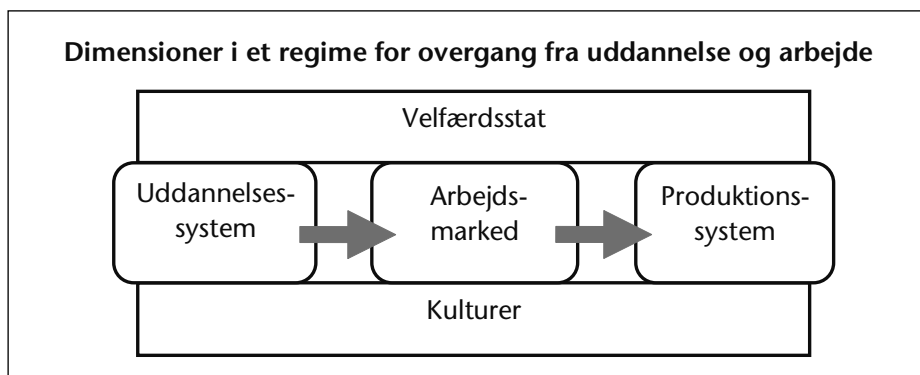 Dimensioner i et regime for overgang fra uddannelse og arbejde
Velfærdsstat
Uddannelses-
system
Arbejds-
marked
Produktions-
system
Kulturer